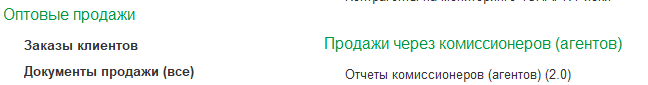 Оптовые продажи
Заказы клиентов
Документы продажи (все)
Продажи через комиссионеров (агентов)
Отчеты комиссионеров (агентов) (2.0)